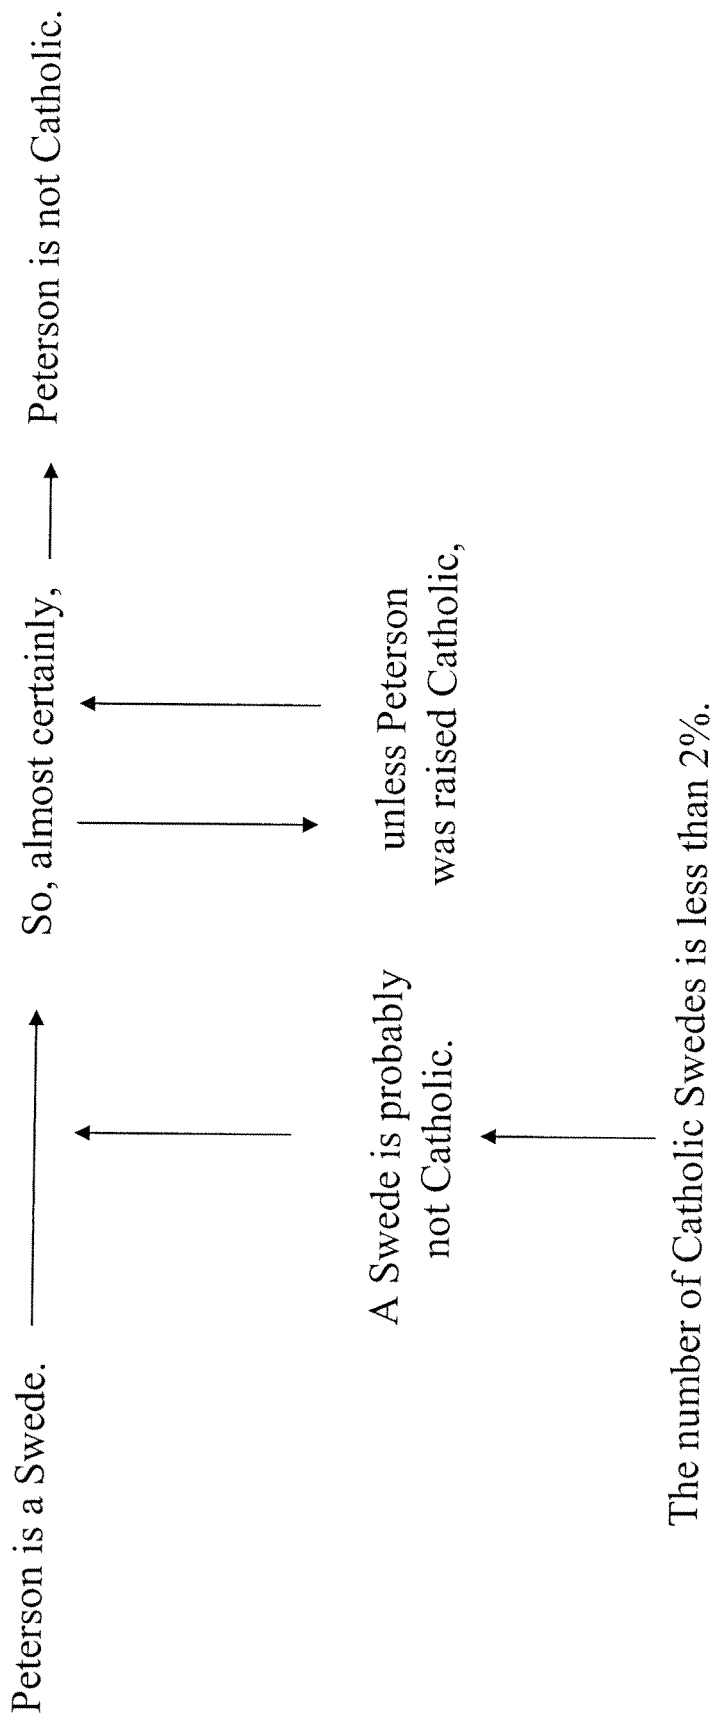 Peterson is a Swede.
So, almost certainly,
Peterson is not Catholic.
A Swede is probably
not Catholic.
unless Peterson
was raised Catholic,
The number of Catholic Swedes is less than 2%.